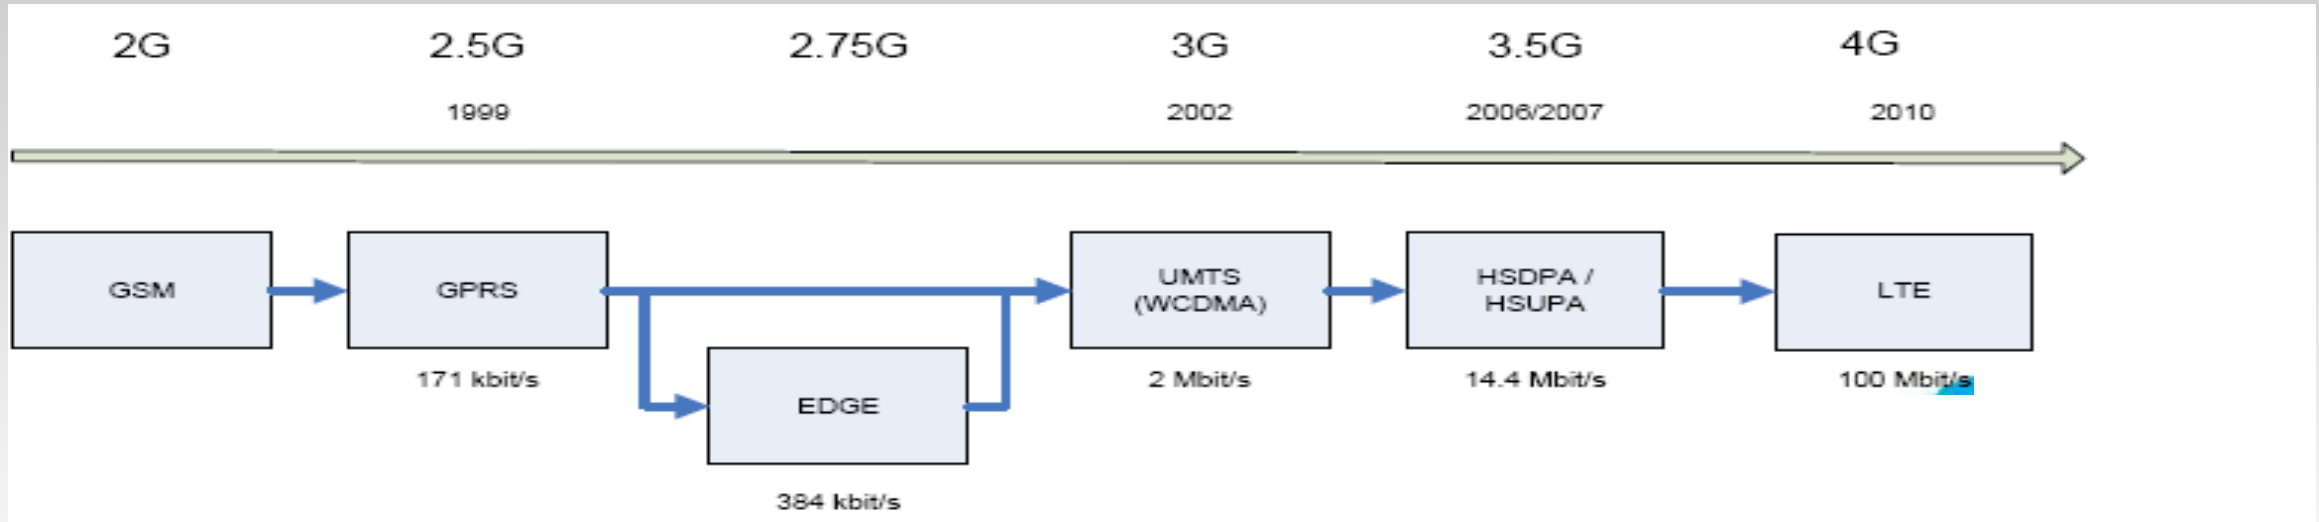 2G 2.5G 2.75G 3G 3.5G 4G
1999 2002 2006/2007 2010
GSM
GPRS
171 kbit/s
EDGE
384 kbit/s
UMTS
(WCDMA)
2 Mbit/s
HSDPA /
HSUPA
14.4 Mbit/s
LTE
100 Mbit/s